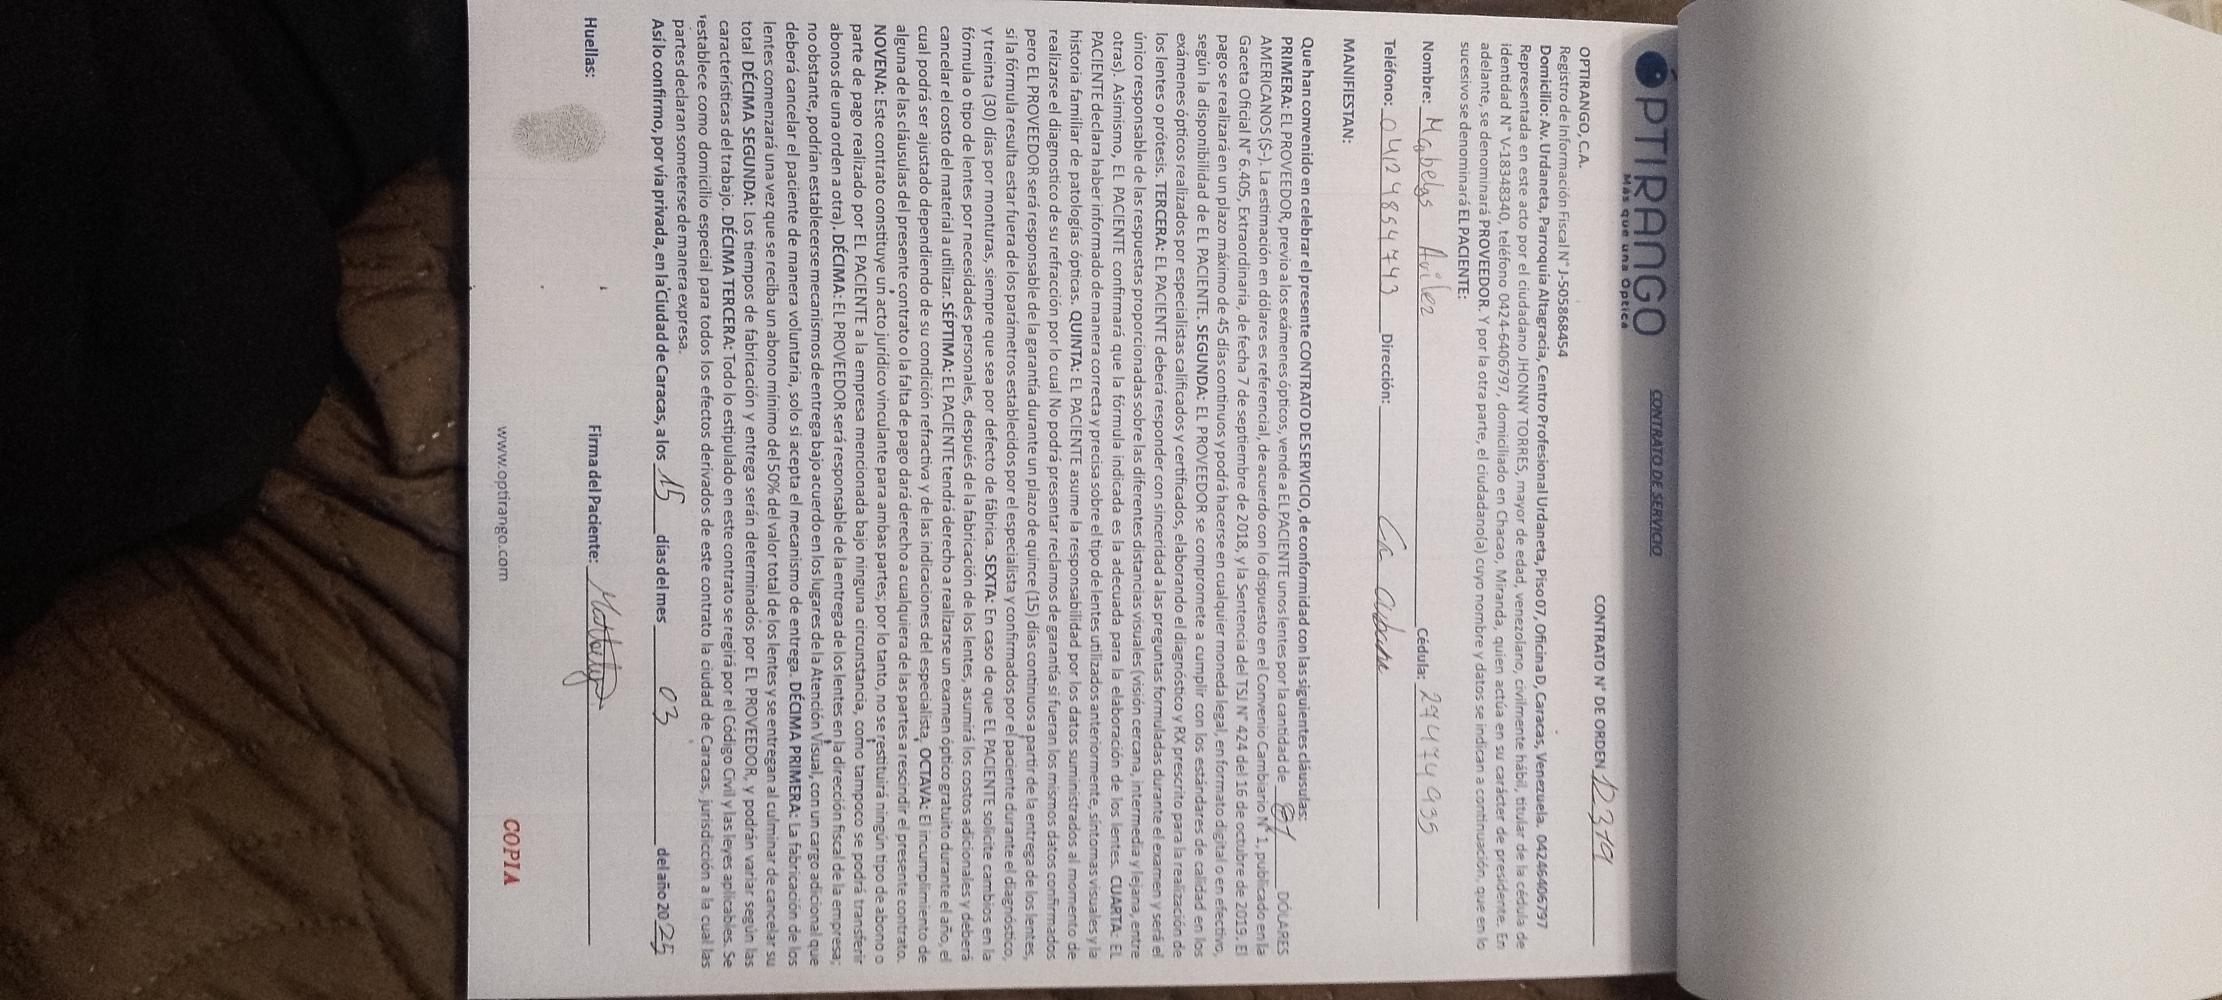 OPTIRANGO
Más que una Óptica
CONTRATO DE SERVICIO
CONTRATO N° DE ORDEN 12319
OPTIRANGO, C.A.
Registro de Información Fiscal N° J-505868454
Domicilio: Av. Urdaneta, Parroquia Altagracia, Centro Profesional Urdaneta, Piso 07, Oficina D, Caracas, Venezuela. 04246406797
Representada en este acto por el ciudadano JHONNY TORRES, mayor de edad, venezolano, civilmente hábil, titular de la cédula de
identidad N° V-18348340, teléfono 0424-6406797, domiciliado en Chacao, Miranda, quien actúa en su carácter de presidente. En
adelante, se denominará PROVEEDOR. Y por la otra parte, el ciudadano(a) cuyo nombre y datos se indican a continuación, que en lo
sucesivo se denominará EL PACIENTE:
Nombre: Mabelys Avilez Cédula: 27474935
Teléfono: 04124854743 Dirección: La
MANIFIESTAN:
Que han convenido en celebrar el presente CONTRATO DE SERVICIO, de conformidad con las siguientes cláusulas:
PRIMERA: EL PROVEEDOR, previo a los exámenes ópticos, vende a EL PACIENTE unos lentes por la cantidad de 81 DÓLARES
AMERICANOS ($-). La estimación en dólares es referencial, de acuerdo con lo dispuesto en el Convenio Cambiario N° 1, publicado en la
Gaceta Oficial N° 6.405, Extraordinaria, de fecha 7 de septiembre de 2018, y la Sentencia del TSJ N° 424 del 16 de octubre de 2019. El
pago se realizará en un plazo máximo de 45 días continuos y podrá hacerse en cualquier moneda legal, en formato digital o en efectivo,
según la disponibilidad de EL PACIENTE. SEGUNDA: EL PROVEEDOR se compromete a cumplir con los estándares de calidad en los
exámenes ópticos realizados por especialistas calificados y certificados, elaborando el diagnóstico y RX prescrito para la realización de
los lentes o prótesis. TERCERA: EL PACIENTE deberá responder con sinceridad a las preguntas formuladas durante el examen y será el
único responsable de las respuestas proporcionadas sobre las diferentes distancias visuales (visión cercana, intermedia y lejana, entre
otras). Asimismo, EL PACIENTE confirmará que la fórmula indicada es la adecuada para la elaboración de los lentes. CUARTA: EL
PACIENTE declara haber informado de manera correcta y precisa sobre el tipo de lentes utilizados anteriormente, síntomas visuales y la
historia familiar de patologías ópticas. QUINTA: EL PACIENTE asume la responsabilidad por los datos suministrados al momento de
realizarse el diagnostico de su refracción por lo cual No podrá presentar reclamos de garantía si fueran los mismos datos confirmados
pero EL PROVEEDOR será responsable de la garantía durante un plazo de quince (15) días continuos a partir de la entrega de los lentes,
si la fórmula resulta estar fuera de los parámetros establecidos por el especialista y confirmados por el paciente durante el diagnóstico,
y treinta (30) días por monturas, siempre que sea por defecto de fábrica. SEXTA: En caso de que EL PACIENTE solicite cambios en la
fórmula o tipo de lentes por necesidades personales, después de la fabricación de los lentes, asumirá los costos adicionales y deberá
cancelar el costo del material a utilizar. SÉPTIMA: EL PACIENTE tendrá derecho a realizarse un examen óptico gratuito durante el año, el
cual podrá ser ajustado dependiendo de su condición refractiva y de las indicaciones del especialista. OCTAVA: El incumplimiento de
alguna de las cláusulas del presente contrato o la falta de pago dará derecho a cualquiera de las partes a rescindir el presente contrato.
NOVENA: Este contrato constituye un acto jurídico vinculante para ambas partes; por lo tanto, no se restituirá ningún tipo de abono o
parte de pago realizado por EL PACIENTE a la empresa mencionada bajo ninguna circunstancia, como tampoco se podrá transferir
abonos de una orden a otra). DÉCIMA: EL PROVEEDOR será responsable de la entrega de los lentes en la dirección fiscal de la empresa;
no obstante, podrían establecerse mecanismos de entrega bajo acuerdo en los lugares de la Atención Visual, con un cargo adicional que
deberá cancelar el paciente de manera voluntaria, solo si acepta el mecanismo de entrega. DÉCIMA PRIMERA: La fabricación de los
lentes comenzará una vez que se reciba un abono mínimo del 50% del valor total de los lentes y se entregan al culminar de cancelar su
total DÉCIMA SEGUNDA: Los tiempos de fabricación y entrega serán determinados por EL PROVEEDOR, y podrán variar según las
características del trabajo. DÉCIMA TERCERA: Todo lo estipulado en este contrato se regirá por el Código Civil y las leyes aplicables. Se
establece como domicilio especial para todos los efectos derivados de este contrato la ciudad de Caracas, jurisdicción a la cual las
partes declaran someterse de manera expresa.
Así lo confirmo, por vía privada, en la Ciudad de Caracas, a los 15 días del mes 03 del año 2025
Huellas: Firma del Paciente:
www.optirango.com
COPIA